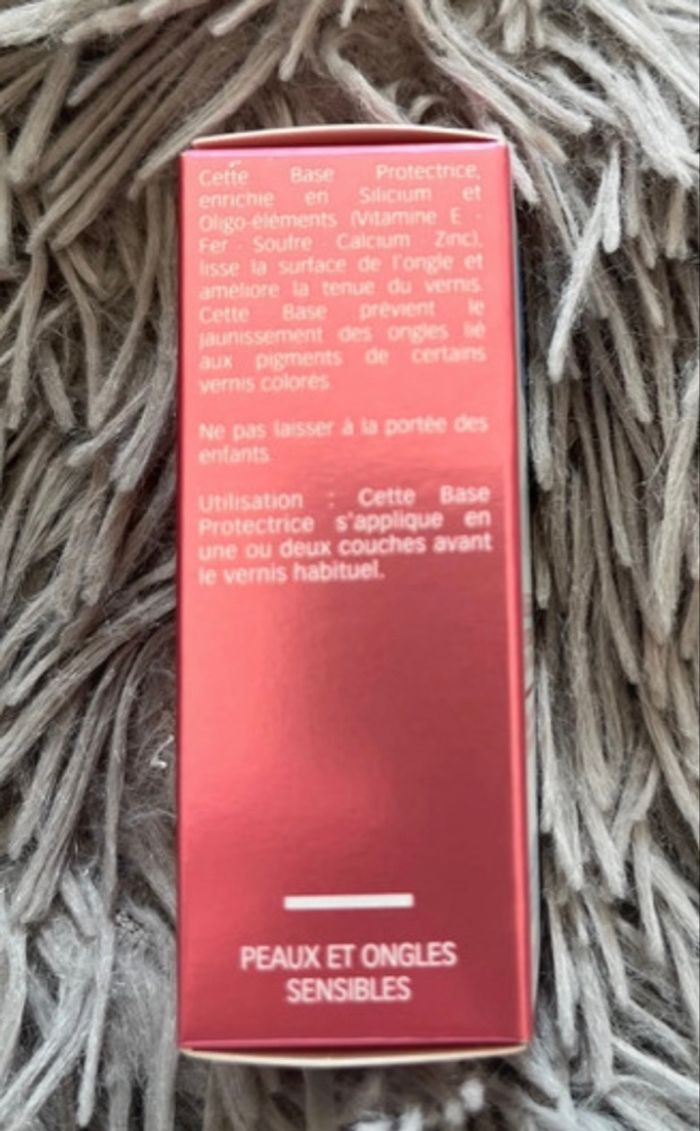 Cette Base Protectrice,
enrichie en Silicium et
Oligo-éléments (Vitamine E -
Fer - Soufre - Calcium - Zinc),
lisse la surface de l'ongle et
améliore la tenue du vernis.
Cette Base prévient le
jaunissement des ongles lié
aux pigments de certains
vernis colorés.
Ne pas laisser à la portée des
enfants.
Utilisation : Cette Base
Protectrice s'applique en
une ou deux couches avant
le vernis habituel.
PEAUX ET ONGLES
SENSIBLES